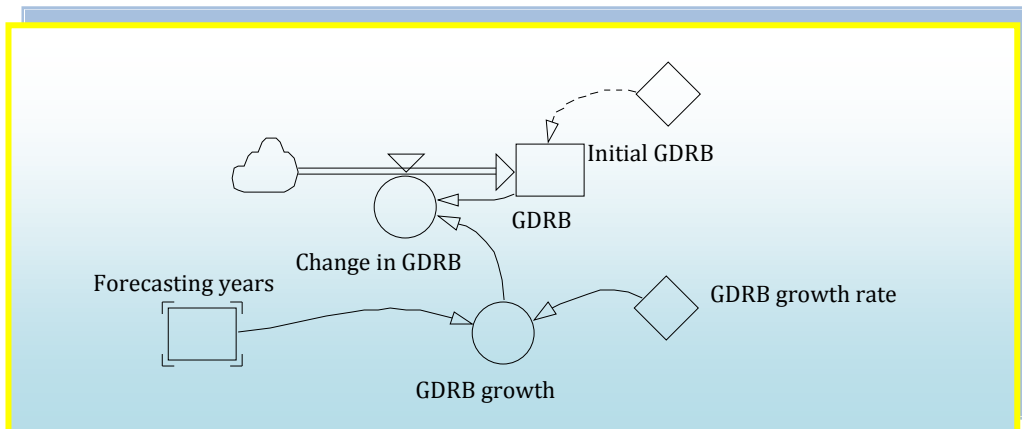 Initial GDRB
GDRB
Change in GDRB
Forecasting years
GDRB growth rate
GDRB growth